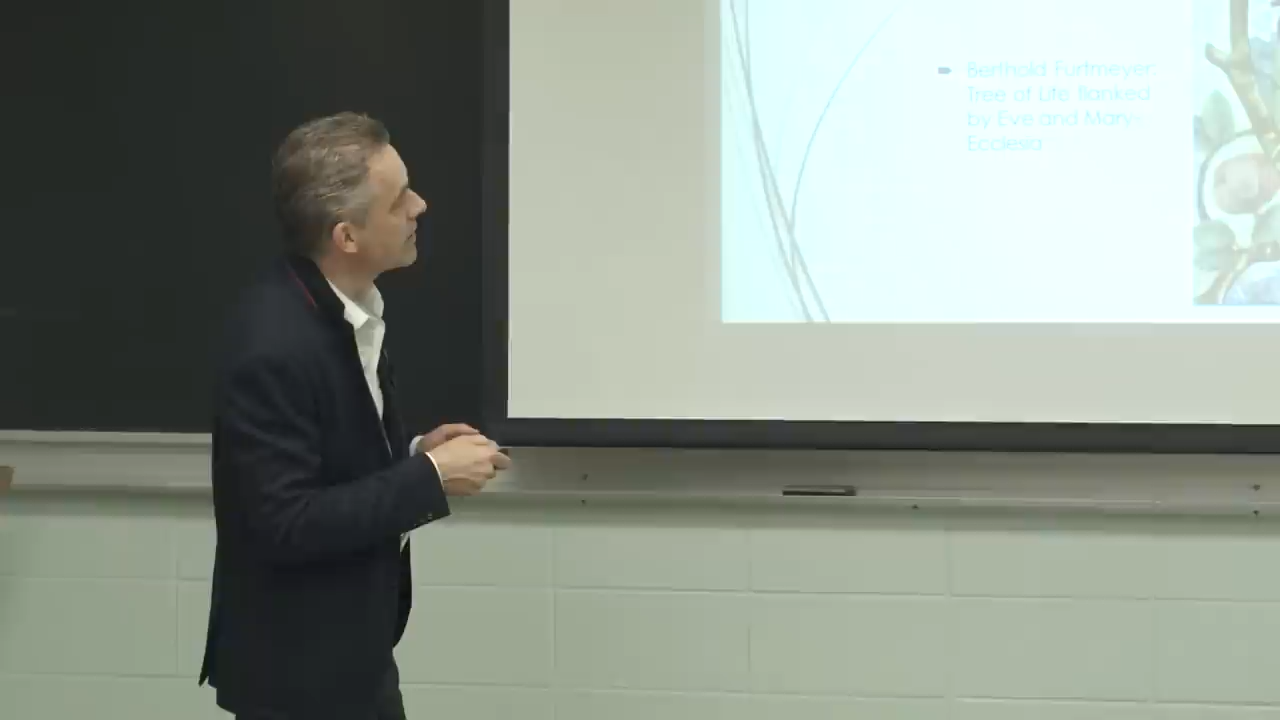 Berthold Furtmeyer:
Tree of Life flanked
by Eve and Mary-
Ecclesia